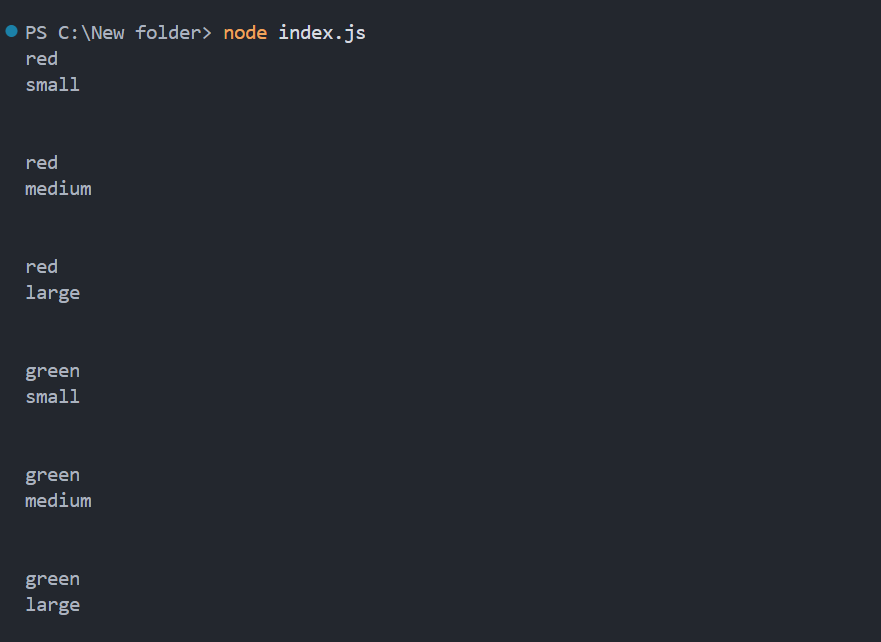 PS C:\New folder> node index.js
red
small
red
medium
red
large
green
small
green
medium
green
large